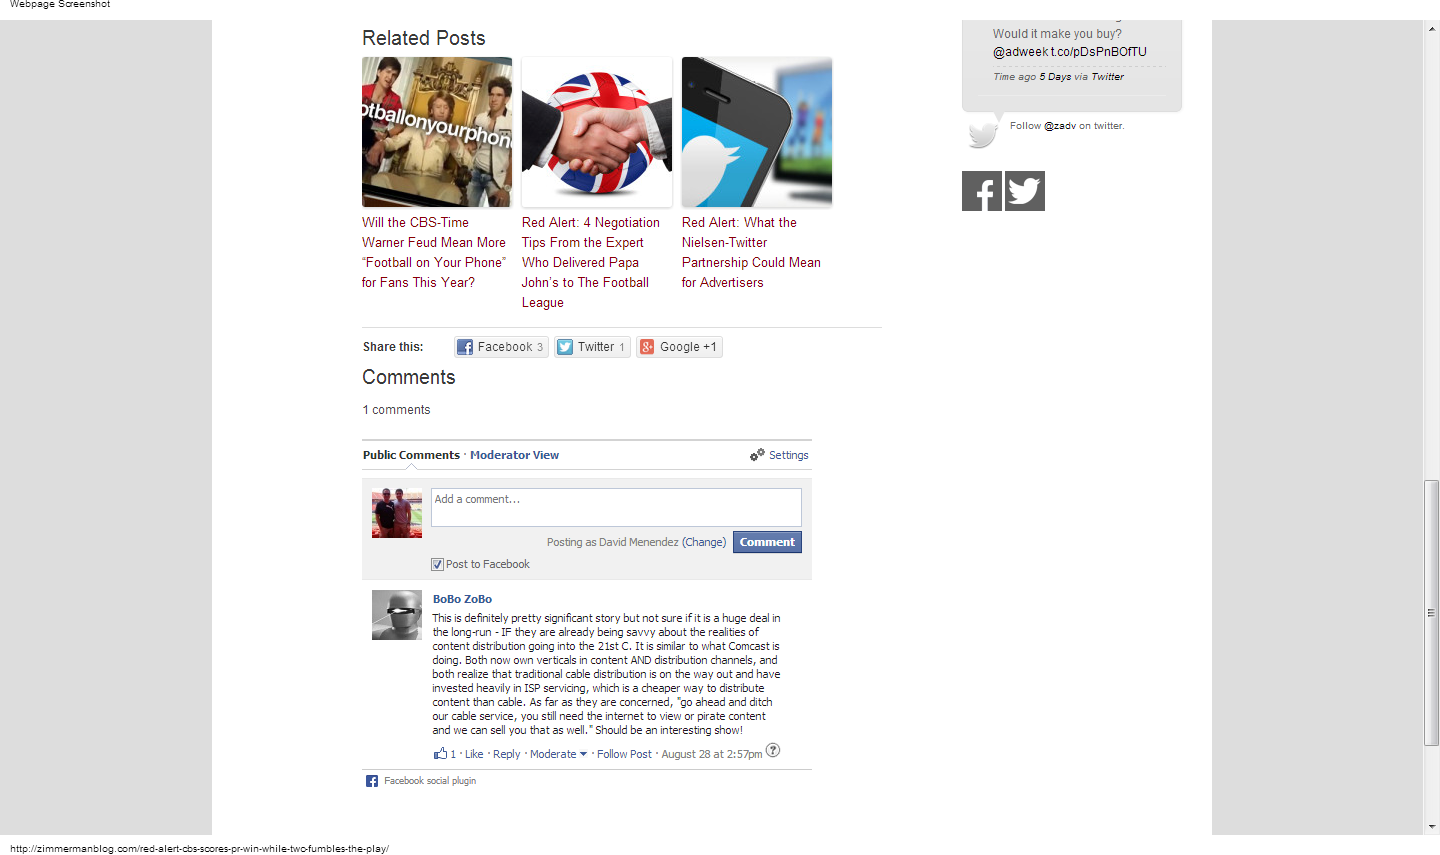 Webpage Screenshot
Related Posts
otballonyourphon
Will the CBS-Time
Warner Feud Mean More
“Football on Your Phone”
for Fans This Year?
Red Alert: 4 Negotiation
Tips From the Expert
Who Delivered Papa
John’s to The Football
League
Red Alert: What the
Nielsen-Twitter
Partnership Could Mean
for Advertisers
Share this:
Facebook 3
Twitter 1
Google +1
Comments
1 comments
Public Comments · Moderator View
Settings
Add a comment...
Posting as David Menendez (Change)
Comment
Post to Facebook
BoBo ZoBo
This is definitely pretty significant story but not sure if it is a huge deal in
the long-run - IF they are already being savvy about the realities of
content distribution going into the 21st C. It is similar to what Comcast is
doing. Both now own verticals in content AND distribution channels, and
both realize that traditional cable distribution is on the way out and have
invested heavily in ISP servicing, which is a cheaper way to distribute
content than cable. As far as they are concerned, "go ahead and ditch
our cable service, you still need the internet to view or pirate content
and we can sell you that as well." Should be an interesting show!
1 · Like · Reply · Moderate · Follow Post · August 28 at 2:57pm ?
Facebook social plugin
Would it make you buy?
@adweek t.co/pDsPnBOfTU
Time ago 5 Days via Twitter
Follow @zadv on twitter.
http://zimmermanblog.com/red-alert-cbs-scores-pr-win-while-twc-fumbles-the-play/